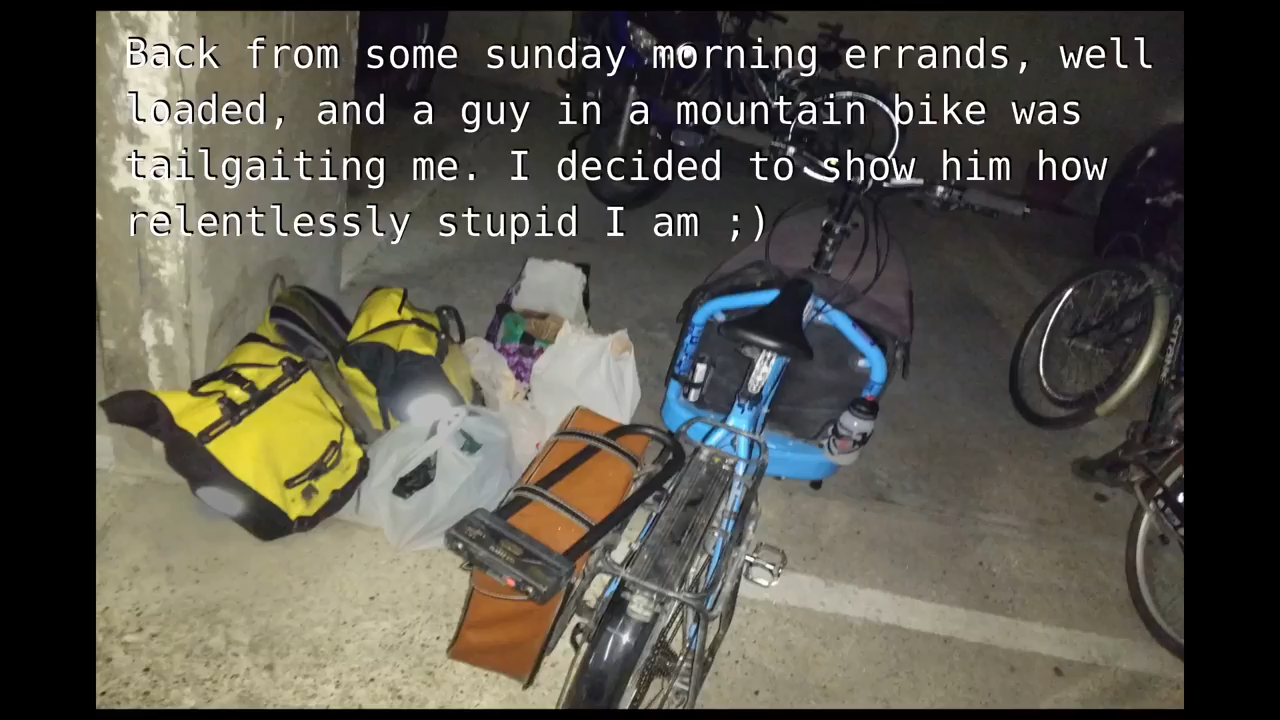 Back from some sunday morning errands, well
loaded, and a guy in a mountain bike was
tailgaiting me. I decided to show him how
relentlessly stupid I am ;)